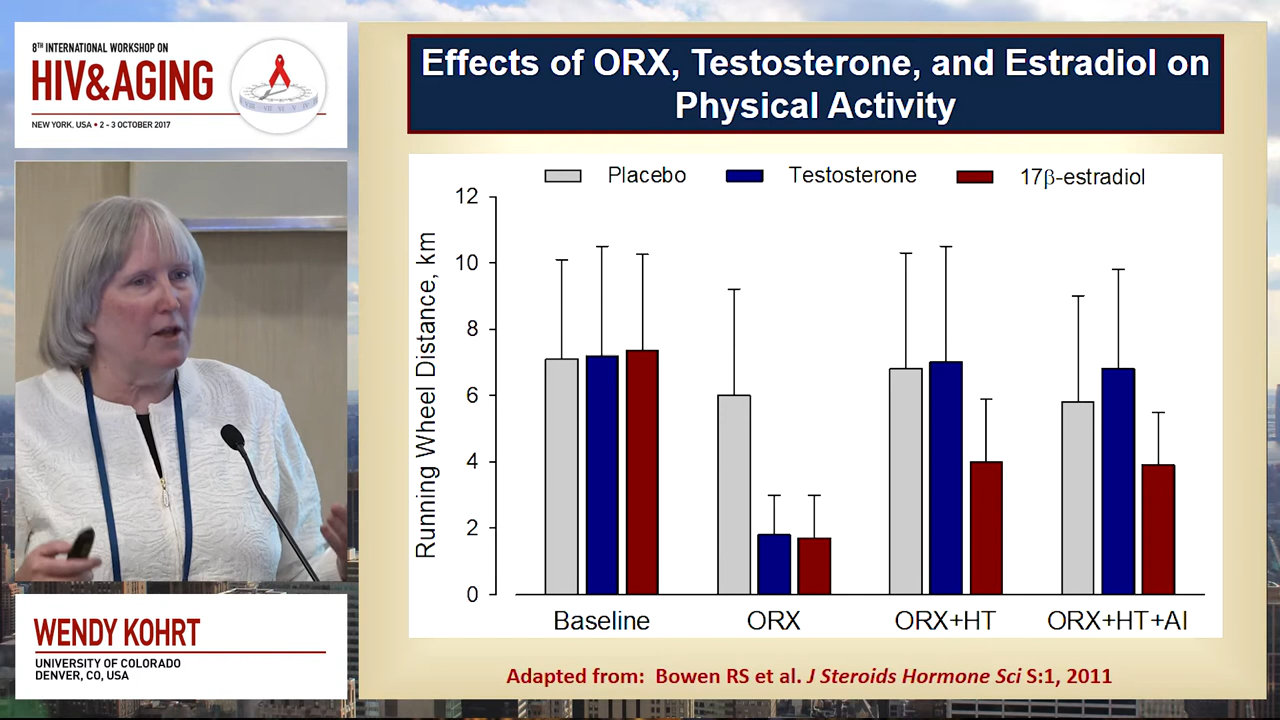 8TH INTERNATIONAL WORKSHOP ON
HIV&AGING
NEW YORK, USA • 2 - 3 OCTOBER 2017
WENDY KOHRT
UNIVERSITY OF COLORADO
DENVER, CO, USA
Effects of ORX, Testosterone, and Estradiol on
Physical Activity
Placebo Testosterone 17β-estradiol
Running Wheel Distance, km
12
10
8
6
4
2
0
Baseline ORX ORX+HT ORX+HT+AI
Adapted from: Bowen RS et al. J Steroids Hormone Sci S:1, 2011